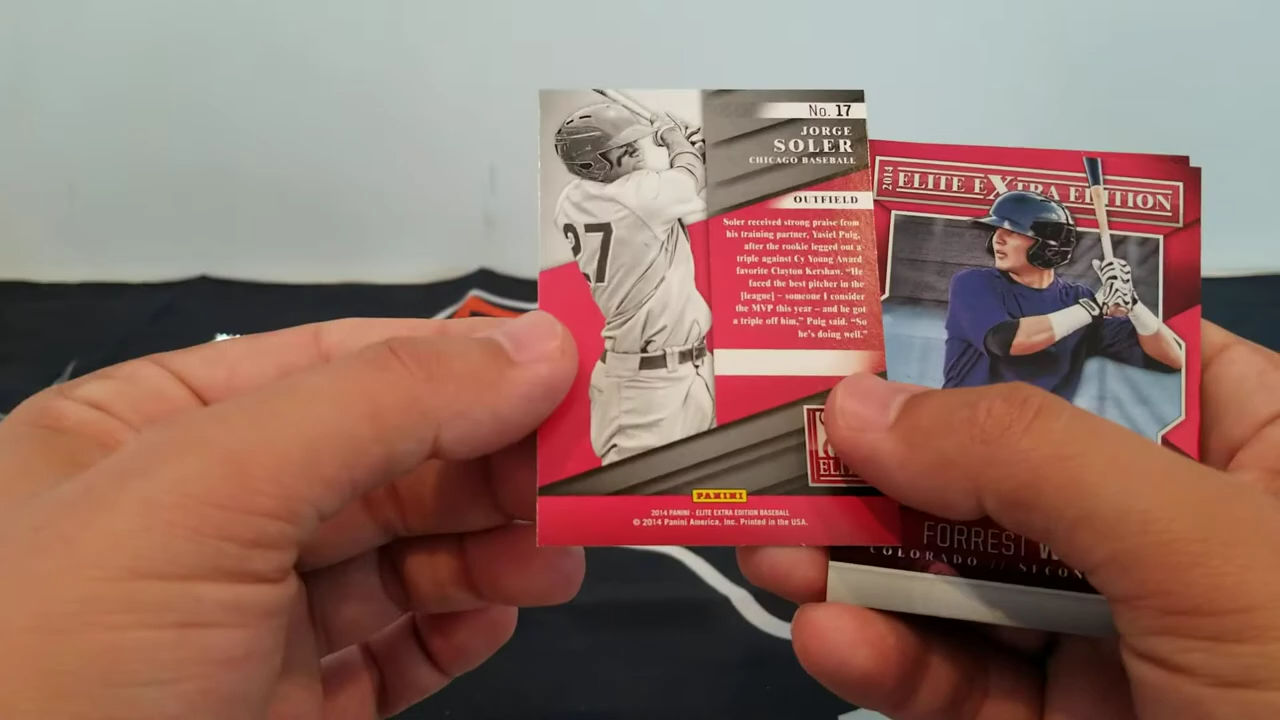 No. 17
JORGE
SOLER
CHICAGO BASEBALL
OUTFIELD
Soler received strong praise from
his training partner, Yasiel Puig,
after the rookie legged out a
triple against Cy Young Award
favorite Clayton Kershaw. “He
faced the best pitcher in the
[league] – someone I consider
the MVP this year – and he got
a triple off him,” Puig said. “So
he's doing well.”
27
ELITE
PANINI
2014 PANINI - ELITE EXTRA EDITION BASEBALL
© 2014 Panini America, Inc. Printed in the USA.
2014 ELITE EXTRA EDITION
FORREST
COLORADO //